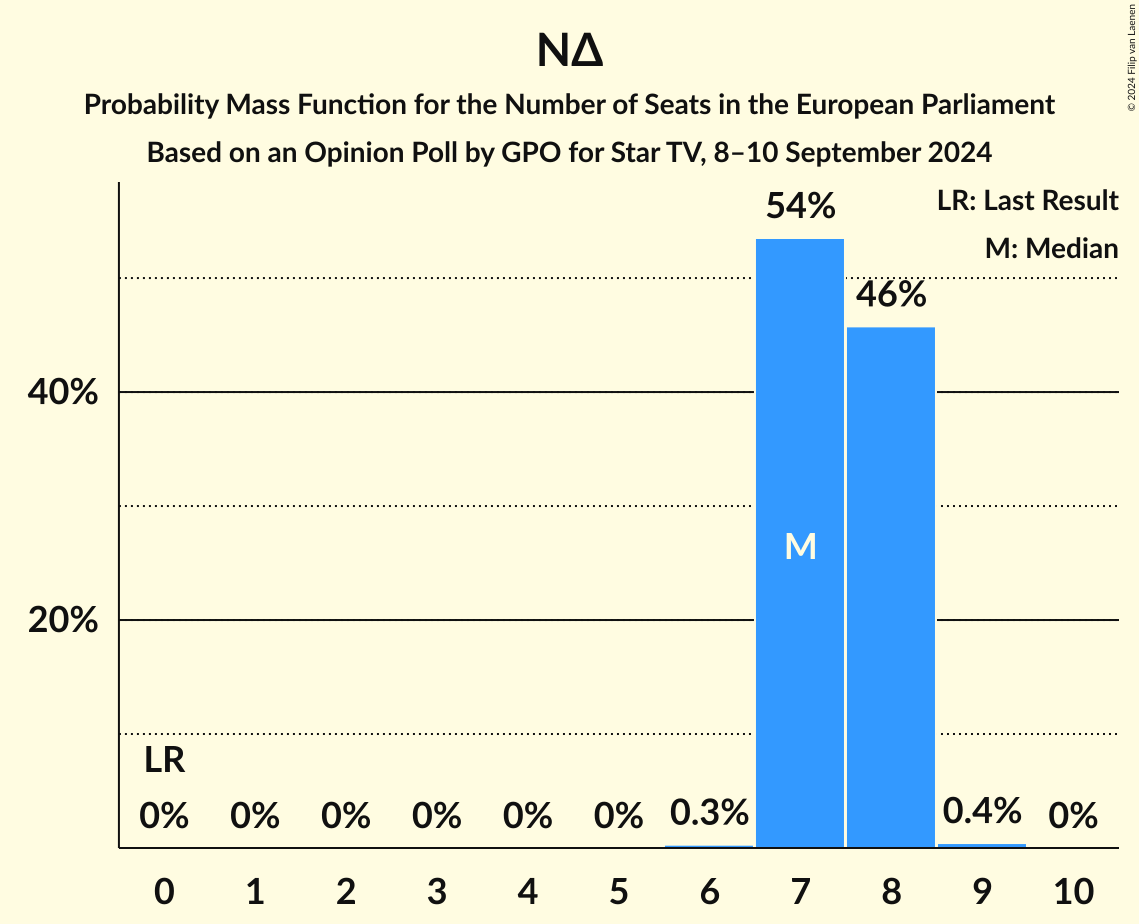 ΝΔ
Probability Mass Function for the Number of Seats in the European Parliament
Based on an Opinion Poll by GPO for Star TV, 8–10 September 2024
© 2024 Filip van Laenen
LR: Last Result
M: Median
54%
46%
40%
20%
M
LR
0% 0% 0% 0% 0% 0% 0.3% 0.4% 0%
0 1 2 3 4 5 6 7 8 9 10